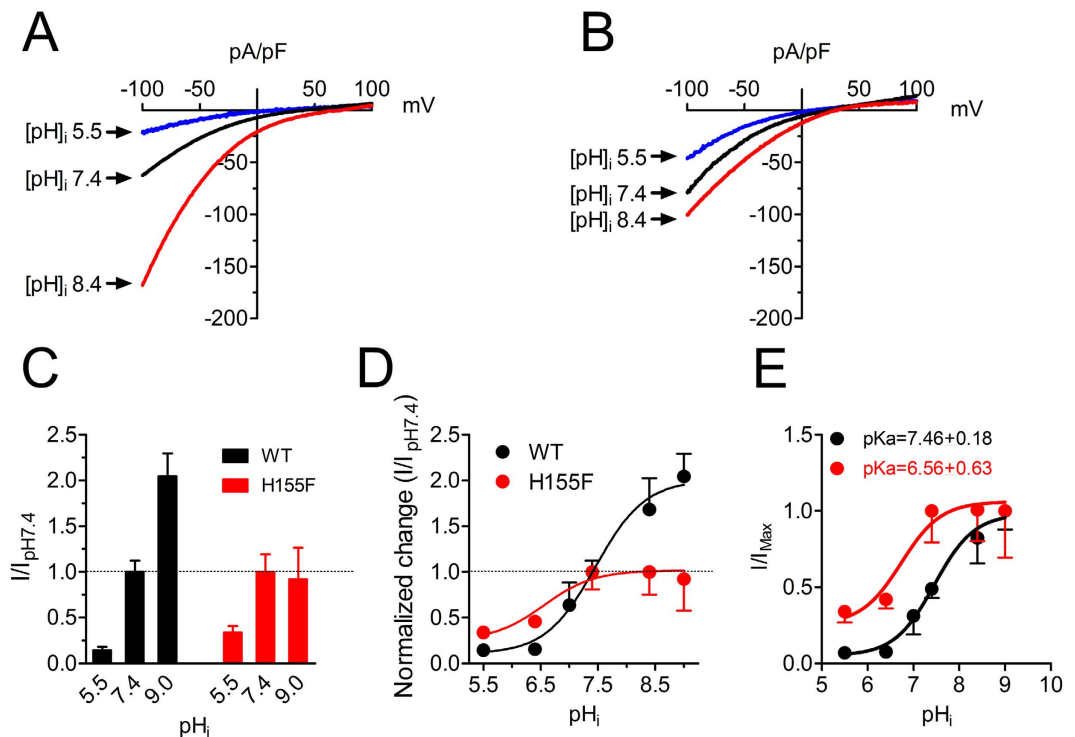 A
pA/pF
-100 -50 50 100
mV
[pH]i 5.5
[pH]i 7.4
[pH]i 8.4
-50
-100
-150
-200
B
pA/pF
-100 -50 50 100
mV
[pH]i 5.5
[pH]i 7.4
[pH]i 8.4
-50
-100
-150
-200
C
I/IpH7.4
2.5
2.0
1.5
1.0
0.5
0.0
WT
H155F
5.5 7.4 9.0 5.5 7.4 9.0
pHi
D
Normalized change (I/IpH7.4)
2.5
2.0
1.5
1.0
0.5
0.0
WT
H155F
5.5 6.5 7.5 8.5
pHi
E
I/IMax
1.5
1.0
0.5
0.0
pKa=7.46+0.18
pKa=6.56+0.63
5 6 7 8 9 10
pHi